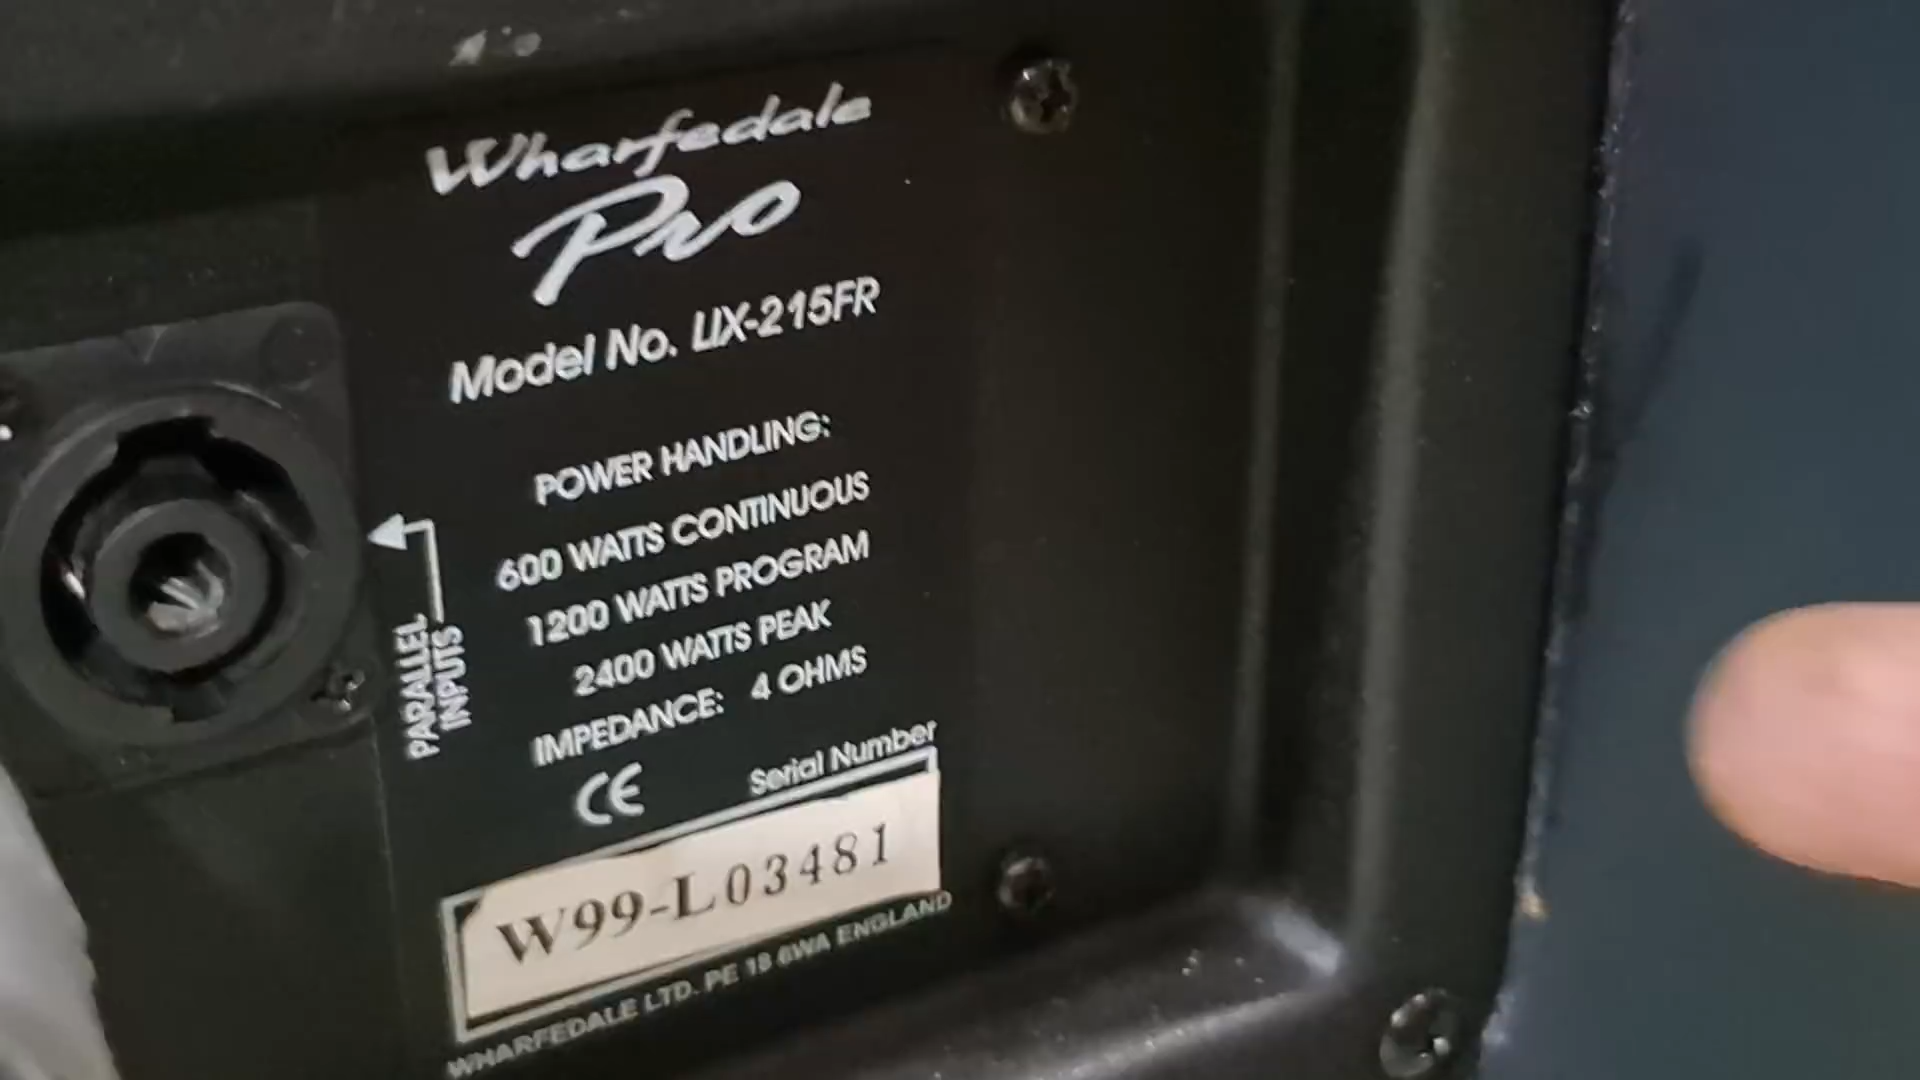 Wharfedale
Pro
Model No. LIX-215FR
POWER HANDLING:
600 WATTS CONTINUOUS
1200 WATTS PROGRAM
2400 WATTS PEAK
IMPEDANCE: 4 OHMS
PARALLEL
INPUTS
CE
Serial Number
W99-L03481
WHARFEDALE LTD. PE 18 6WA ENGLAND